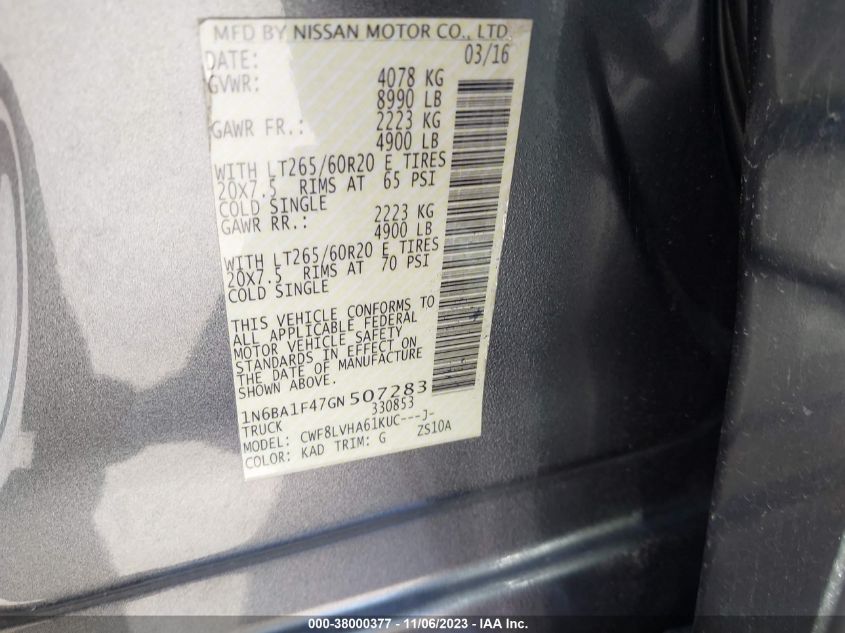 MFD BY NISSAN MOTOR CO., LTD.
DATE: 03/16
GVWR: 4078 KG
8990 LB
GAWR FR.: 2223 KG
4900 LB
WITH LT265/60R20 E TIRES
20X7.5 RIMS AT 65 PSI
COLD SINGLE
GAWR RR.: 2223 KG
4900 LB
WITH LT265/60R20 E TIRES
20X7.5 RIMS AT 70 PSI
COLD SINGLE
THIS VEHICLE CONFORMS TO
ALL APPLICABLE FEDERAL
MOTOR VEHICLE SAFETY
STANDARDS IN EFFECT ON
THE DATE OF MANUFACTURE
SHOWN ABOVE.
1N6BA1F47GN507283
TRUCK 330853
MODEL: CWF8LVHA61KUC---J-
COLOR: KAD TRIM: G ZS10A
000-38000377 - 11/06/2023 - IAA Inc.